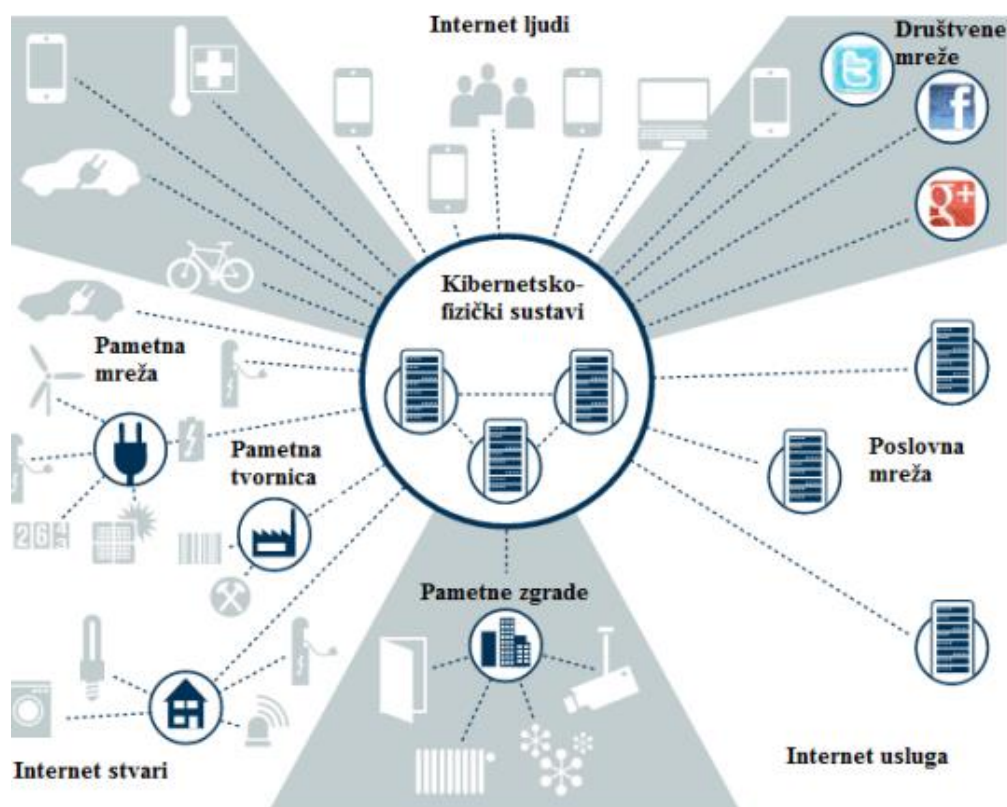 Internet ljudi
Društvene
mreže
Kibernetsko-
fizički sustavi
Pametna
mreža
Pametna
tvornica
Poslovna
mreža
Pametne zgrade
Internet stvari
Internet usluga